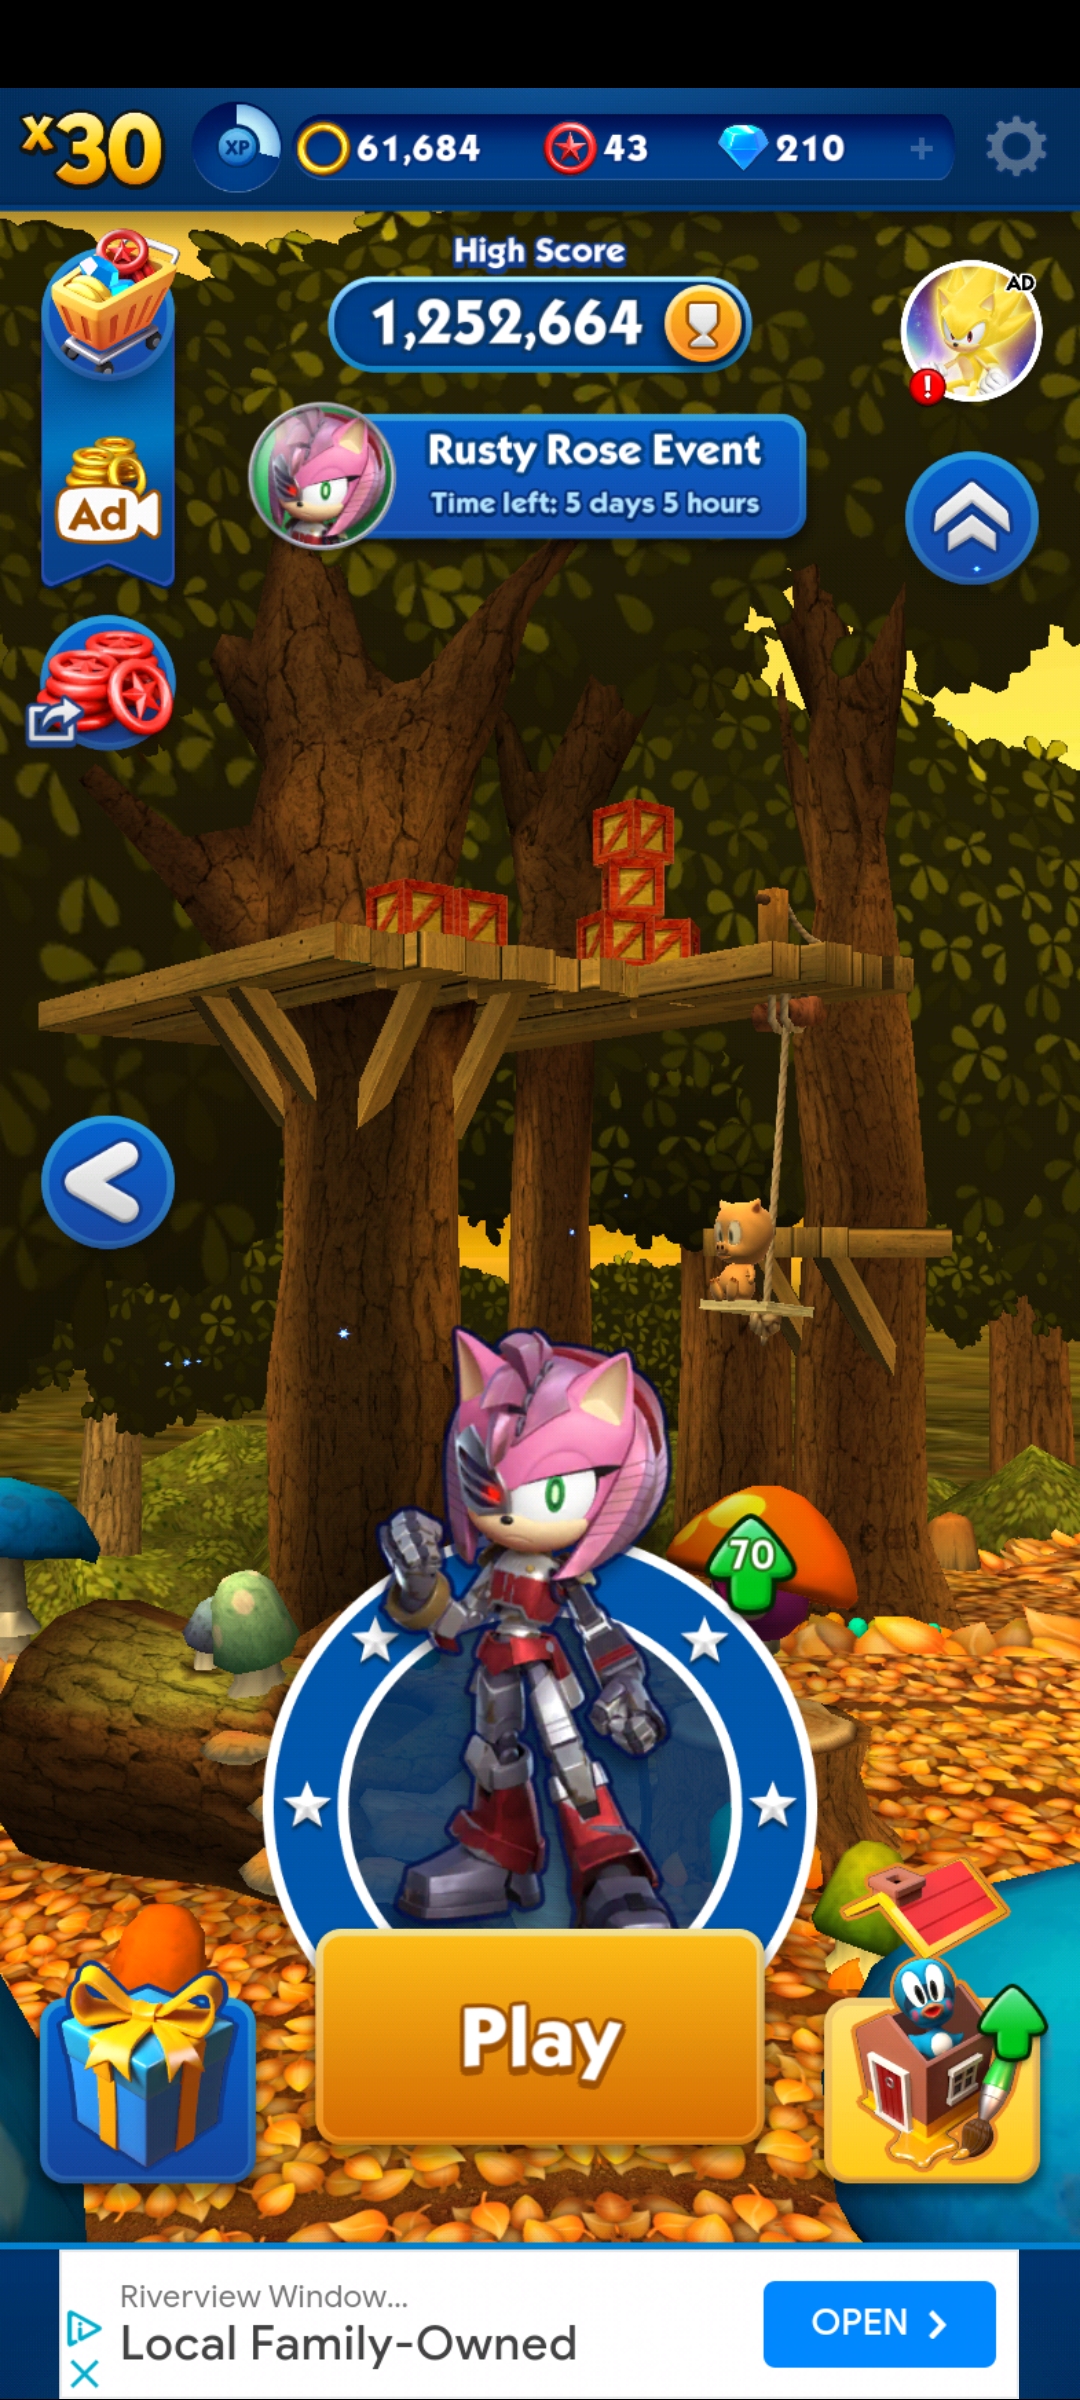 x30
XP
61,684
43
210
+
High Score
1,252,664
AD
!
Rusty Rose Event
Time left: 5 days 5 hours
Ad
70
Play
Riverview Window...
Local Family-Owned
OPEN